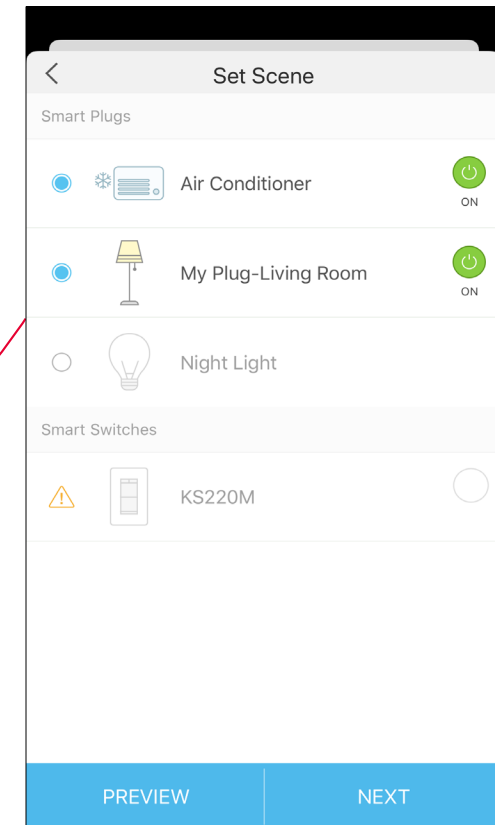 Set Scene
Smart Plugs
Air Conditioner
ON
My Plug-Living Room
ON
Night Light
Smart Switches
KS220M
PREVIEW NEXT